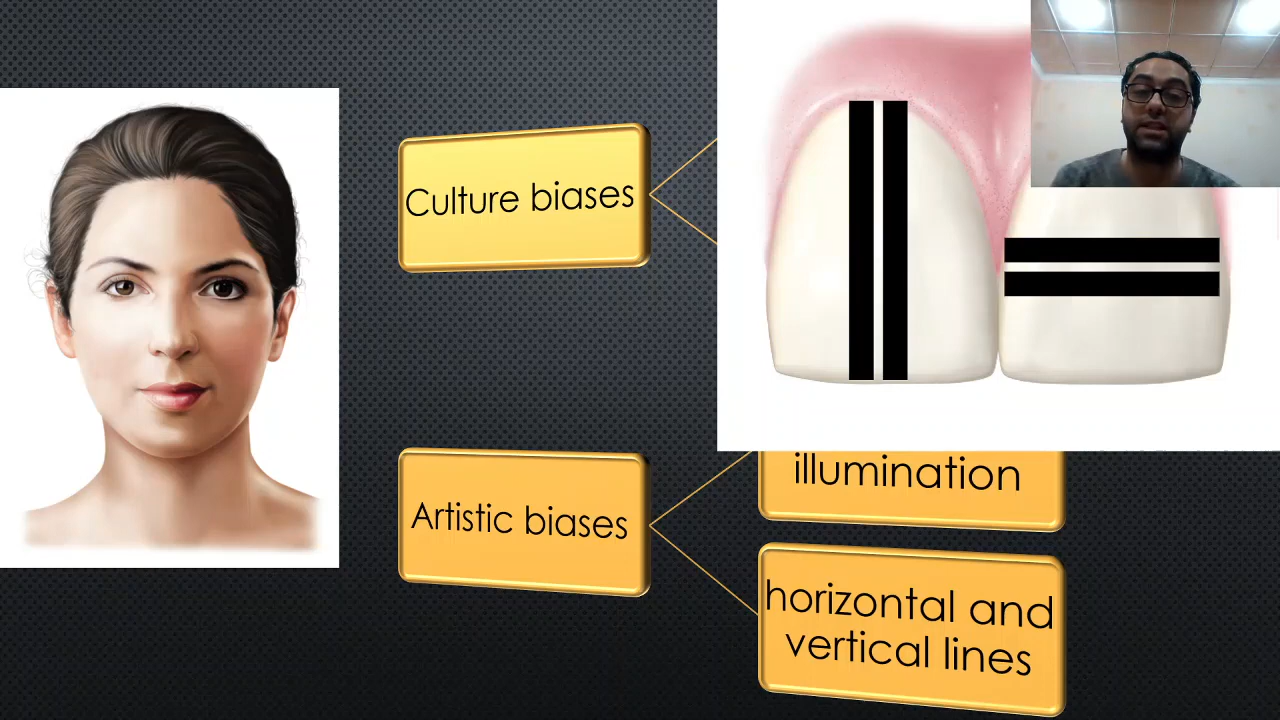 Culture biases
Artistic biases
illumination
horizontal and
vertical lines